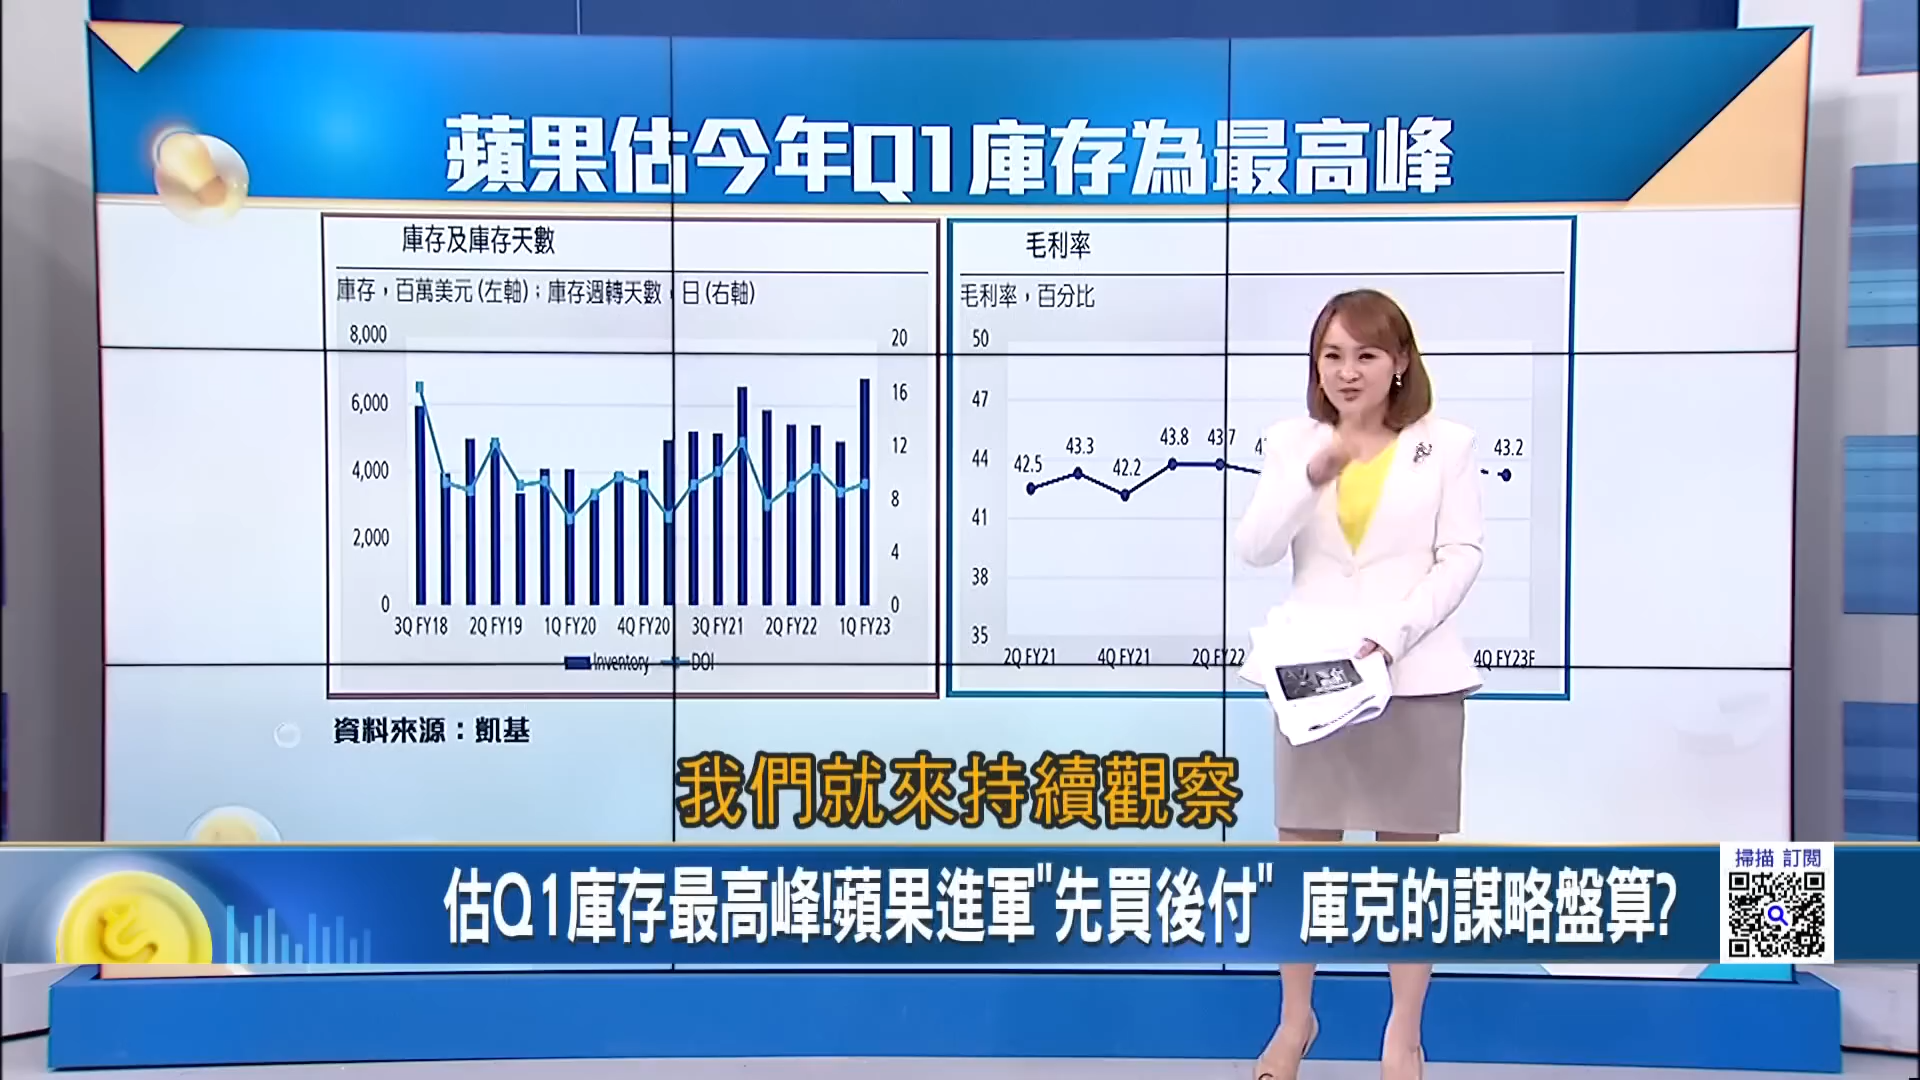 蘋果估今年Q1庫存為最高峰
庫存及庫存天數
庫存，百萬美元(左軸)；庫存週轉天數，日(右軸)
8,000
6,000
4,000
2,000
0
20
16
12
8
4
0
3Q FY18 2Q FY19 1Q FY20 4Q FY20 3Q FY21 2Q FY22 1Q FY23
Inventory DOI
毛利率
毛利率，百分比
50
47
44
41
38
35
42.5 43.3 42.2 43.8 43.7 43.2
2Q FY21 4Q FY21 2Q FY22 4Q FY23F
資料來源：凱基
我們就來持續觀察
估Q1庫存最高峰!蘋果進軍"先買後付" 庫克的謀略盤算?
掃描 訂閱